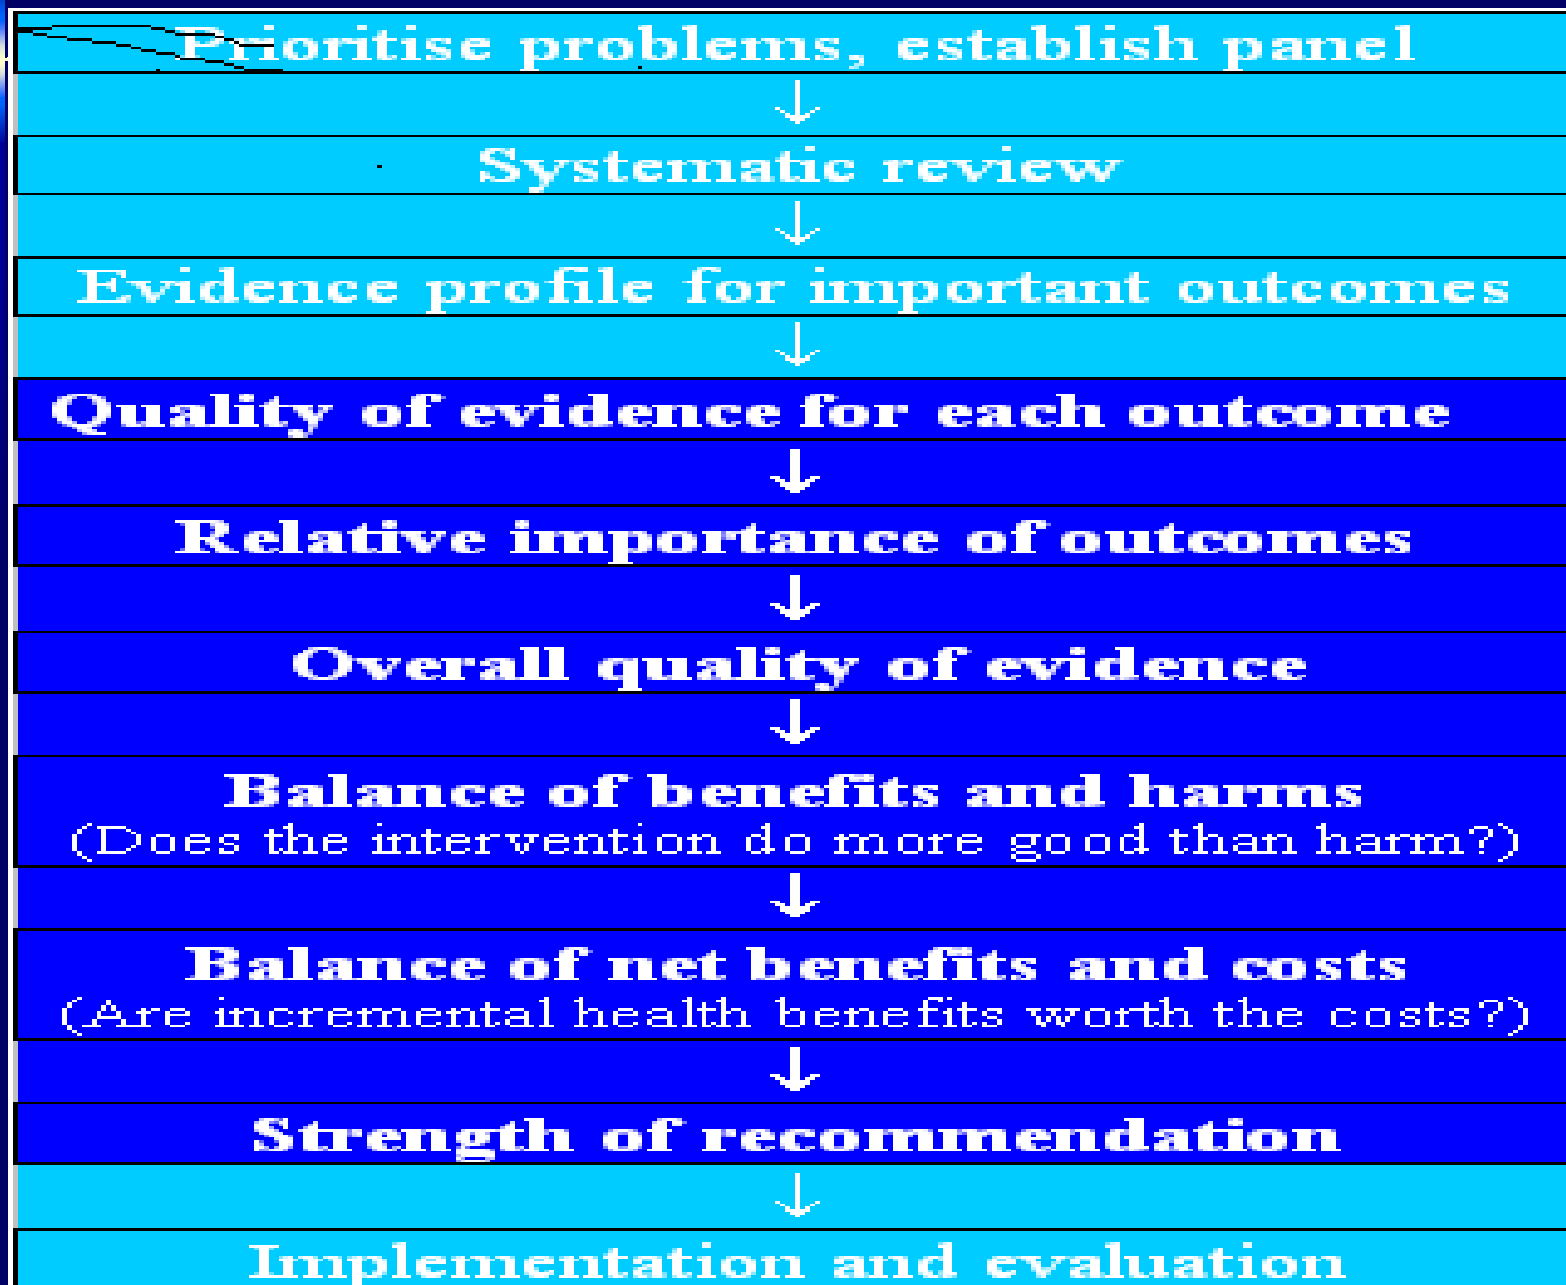 Prioritise problems, establish panel
↓
Systematic review
↓
Evidence profile for important outcomes
↓
Quality of evidence for each outcome
↓
Relative importance of outcomes
↓
Overall quality of evidence
↓
Balance of benefits and harms
(Does the intervention do more good than harm?)
↓
Balance of net benefits and costs
(Are incremental health benefits worth the costs?)
↓
Strength of recommendation
↓
Implementation and evaluation